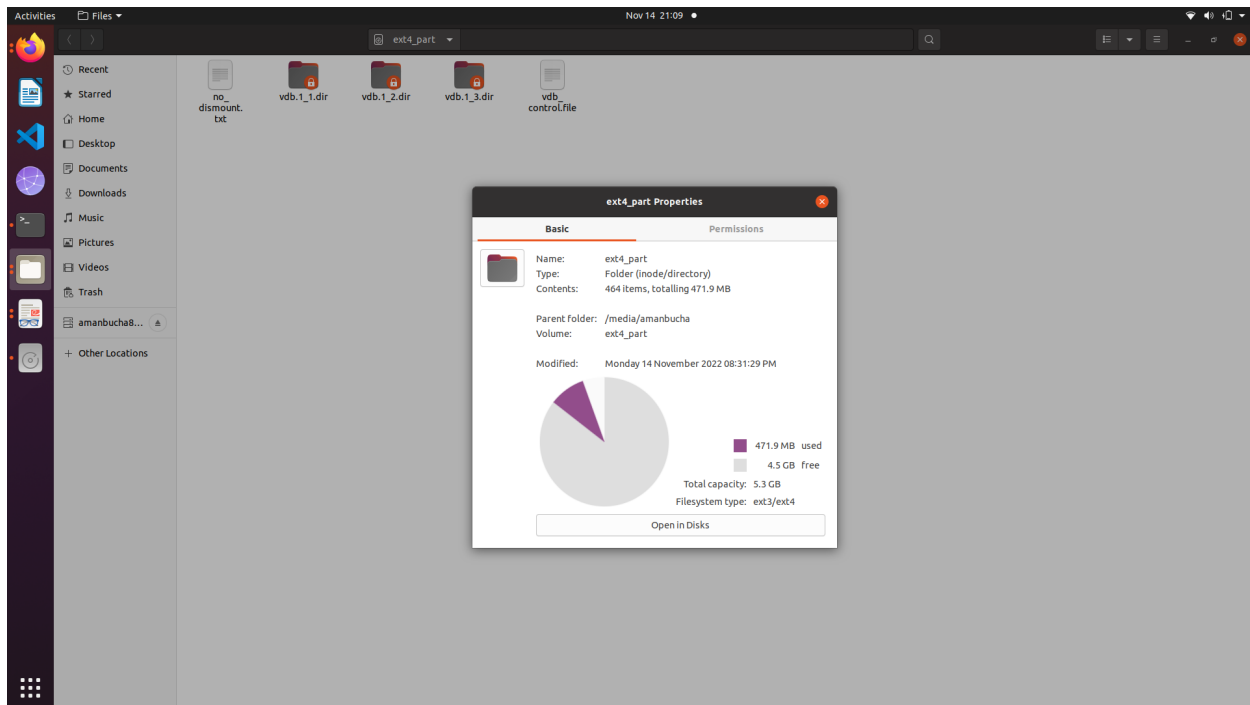 Activities Files Nov 14 21:09
ext4_part
Recent
Starred
Home
Desktop
Documents
Downloads
Music
Pictures
Videos
Trash
amanbucha8...
+ Other Locations
no_
dismount.
txt
vdb.1_1.dir
vdb.1_2.dir
vdb.1_3.dir
vdb_
control.file
ext4_part Properties
Basic Permissions
Name: ext4_part
Type: Folder (inode/directory)
Contents: 464 items, totalling 471.9 MB
Parent folder: /media/amanbucha
Volume: ext4_part
Modified: Monday 14 November 2022 08:31:29 PM
471.9 MB used
4.5 GB free
Total capacity: 5.3 GB
Filesystem type: ext3/ext4
Open in Disks